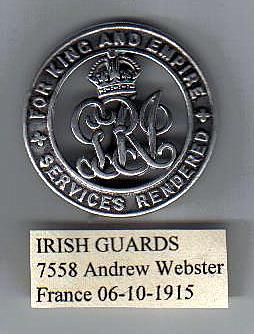 FOR KING AND EMPIRE
SERVICES RENDERED
IRISH GUARDS
7558 Andrew Webster
France 06-10-1915